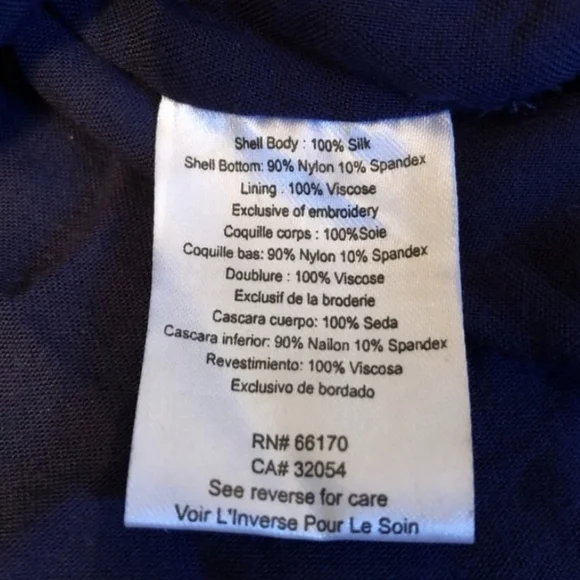 Shell Body : 100% Silk
Shell Bottom: 90% Nylon 10% Spandex
Lining : 100% Viscose
Exclusive of embroidery
Coquille corps : 100%Soie
Coquille bas: 90% Nylon 10% Spandex
Doublure : 100% Viscose
Exclusif de la broderie
Cascara cuerpo: 100% Seda
Cascara inferior: 90% Nailon 10% Spandex
Revestimiento: 100% Viscosa
Exclusivo de bordado
RN# 66170
CA# 32054
See reverse for care
Voir L'Inverse Pour Le Soin